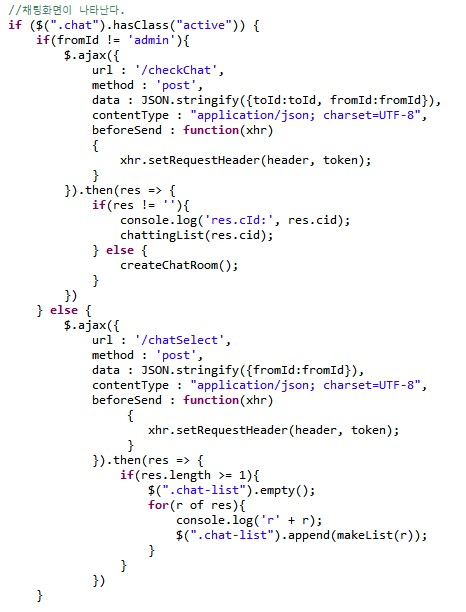 //채팅화면이 나타난다.
if ($(".chat").hasClass("active")) {
    if(fromId != 'admin'){
        $.ajax({
            url : '/checkChat',
            method : 'post',
            data : JSON.stringify({toId:toId, fromId:fromId}),
            contentType : "application/json; charset=UTF-8",
            beforeSend : function(xhr)
            {
                xhr.setRequestHeader(header, token);
            }
        }).then(res => {
            if(res != ''){
                console.log('res.cId:', res.cid);
                chattingList(res.cid);
            } else {
                createChatRoom();
            }
        })
    } else {
        $.ajax({
            url : '/chatSelect',
            method : 'post',
            data : JSON.stringify({fromId:fromId}),
            contentType : "application/json; charset=UTF-8",
            beforeSend : function(xhr)
                 {
                    xhr.setRequestHeader(header, token);
                 }
            }).then(res => {
                if(res.length >= 1){
                    $(".chat-list").empty();
                    for(r of res){
                        console.log('r' + r);
                        $(".chat-list").append(makeList(r));
                    }
                }
            })
    }